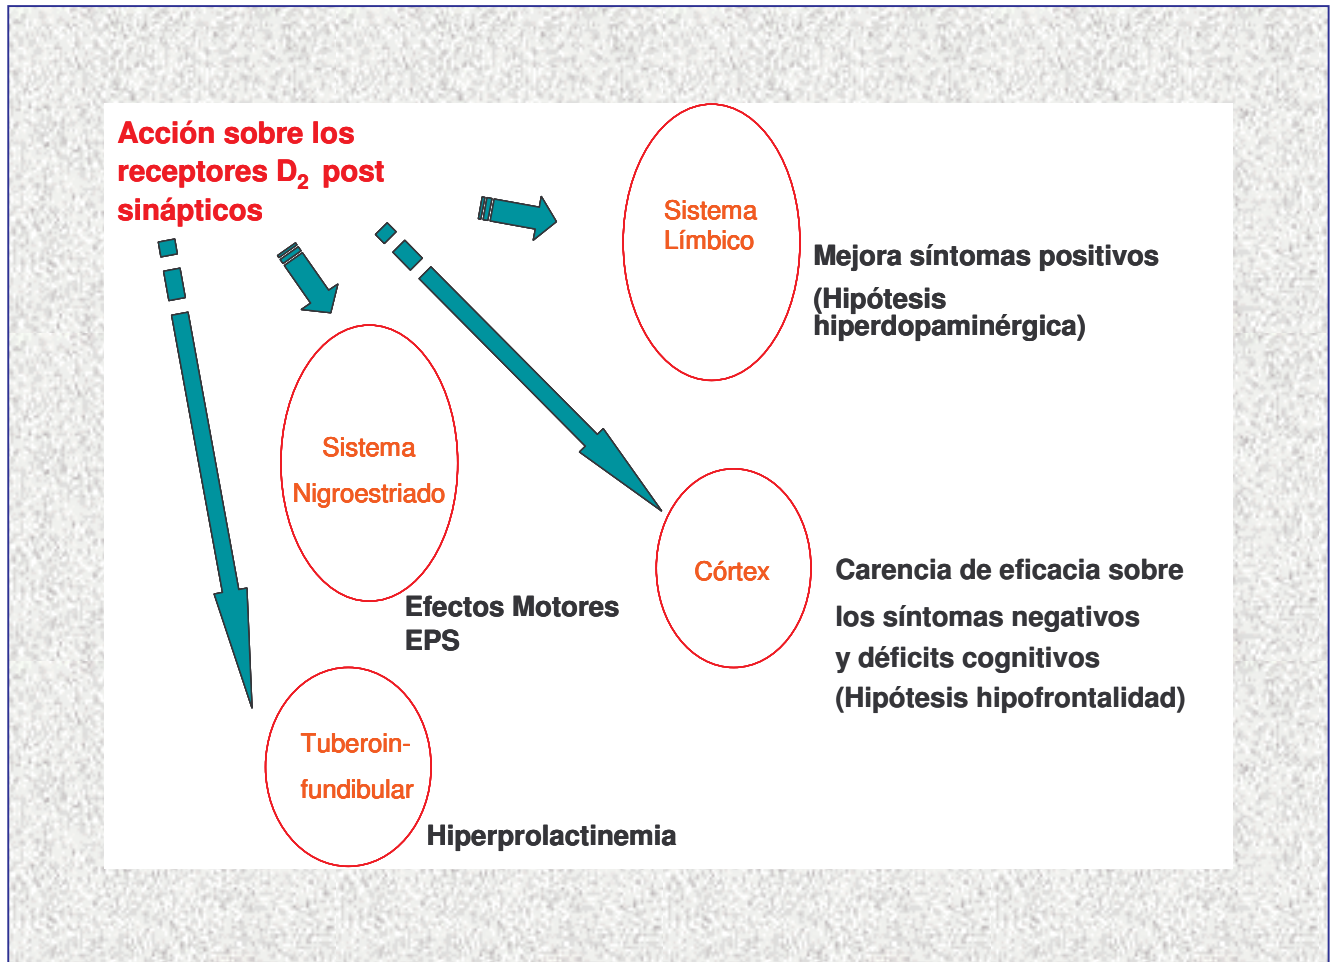 Acción sobre los
receptores D₂ post
sinápticos
Sistema
Límbico
Mejora síntomas positivos
(Hipótesis
hiperdopaminérgica)
Sistema
Nigroestriado
Efectos Motores
EPS
Córtex
Carencia de eficacia sobre
los síntomas negativos
y déficits cognitivos
(Hipótesis hipofrontalidad)
Tuberoin-
fundibular
Hiperprolactinemia